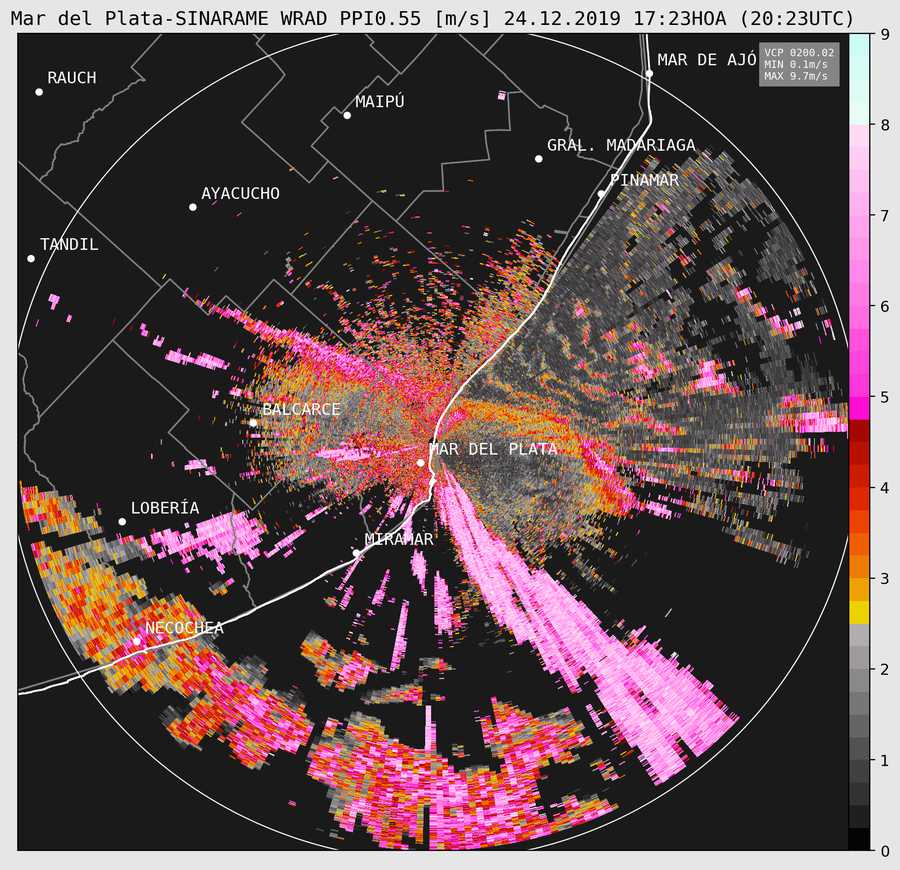 Mar del Plata-SINARAME WRAD PPI0.55 [m/s] 24.12.2019 17:23HOA (20:23UTC)
VCP 0200.02
MIN 0.1m/s
MAX 9.7m/s
RAUCH
MAR DE AJÓ
MAIPÚ
GRAL. MADARIAGA
PINAMAR
AYACUCHO
TANDIL
BALCARCE
MAR DEL PLATA
LOBERÍA
MIRAMAR
NECOCHEA
9
8
7
6
5
4
3
2
1
0